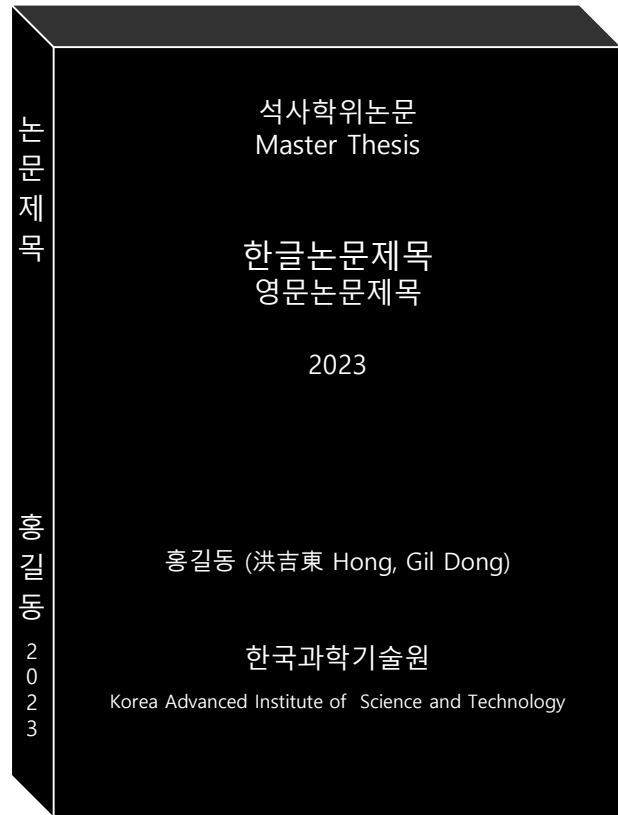 논문제목
홍길동 2023
석사학위논문
Master Thesis
한글논문제목
영문논문제목
2023
홍길동 (洪吉東 Hong, Gil Dong)
한국과학기술원
Korea Advanced Institute of Science and Technology